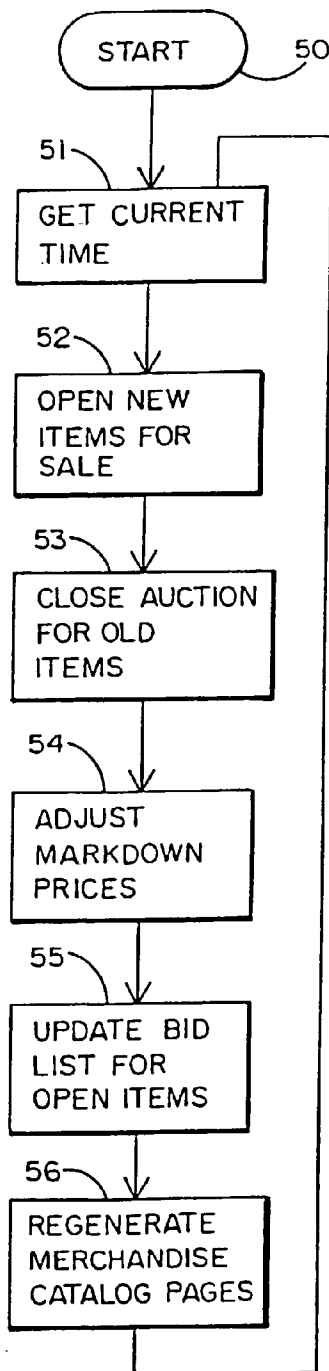 START
50
51
GET CURRENT
TIME
52
OPEN NEW
ITEMS FOR
SALE
53
CLOSE AUCTION
FOR OLD
ITEMS
54
ADJUST
MARKDOWN
PRICES
55
UPDATE BID
LIST FOR
OPEN ITEMS
56
REGENERATE
MERCHANDISE
CATALOG PAGES